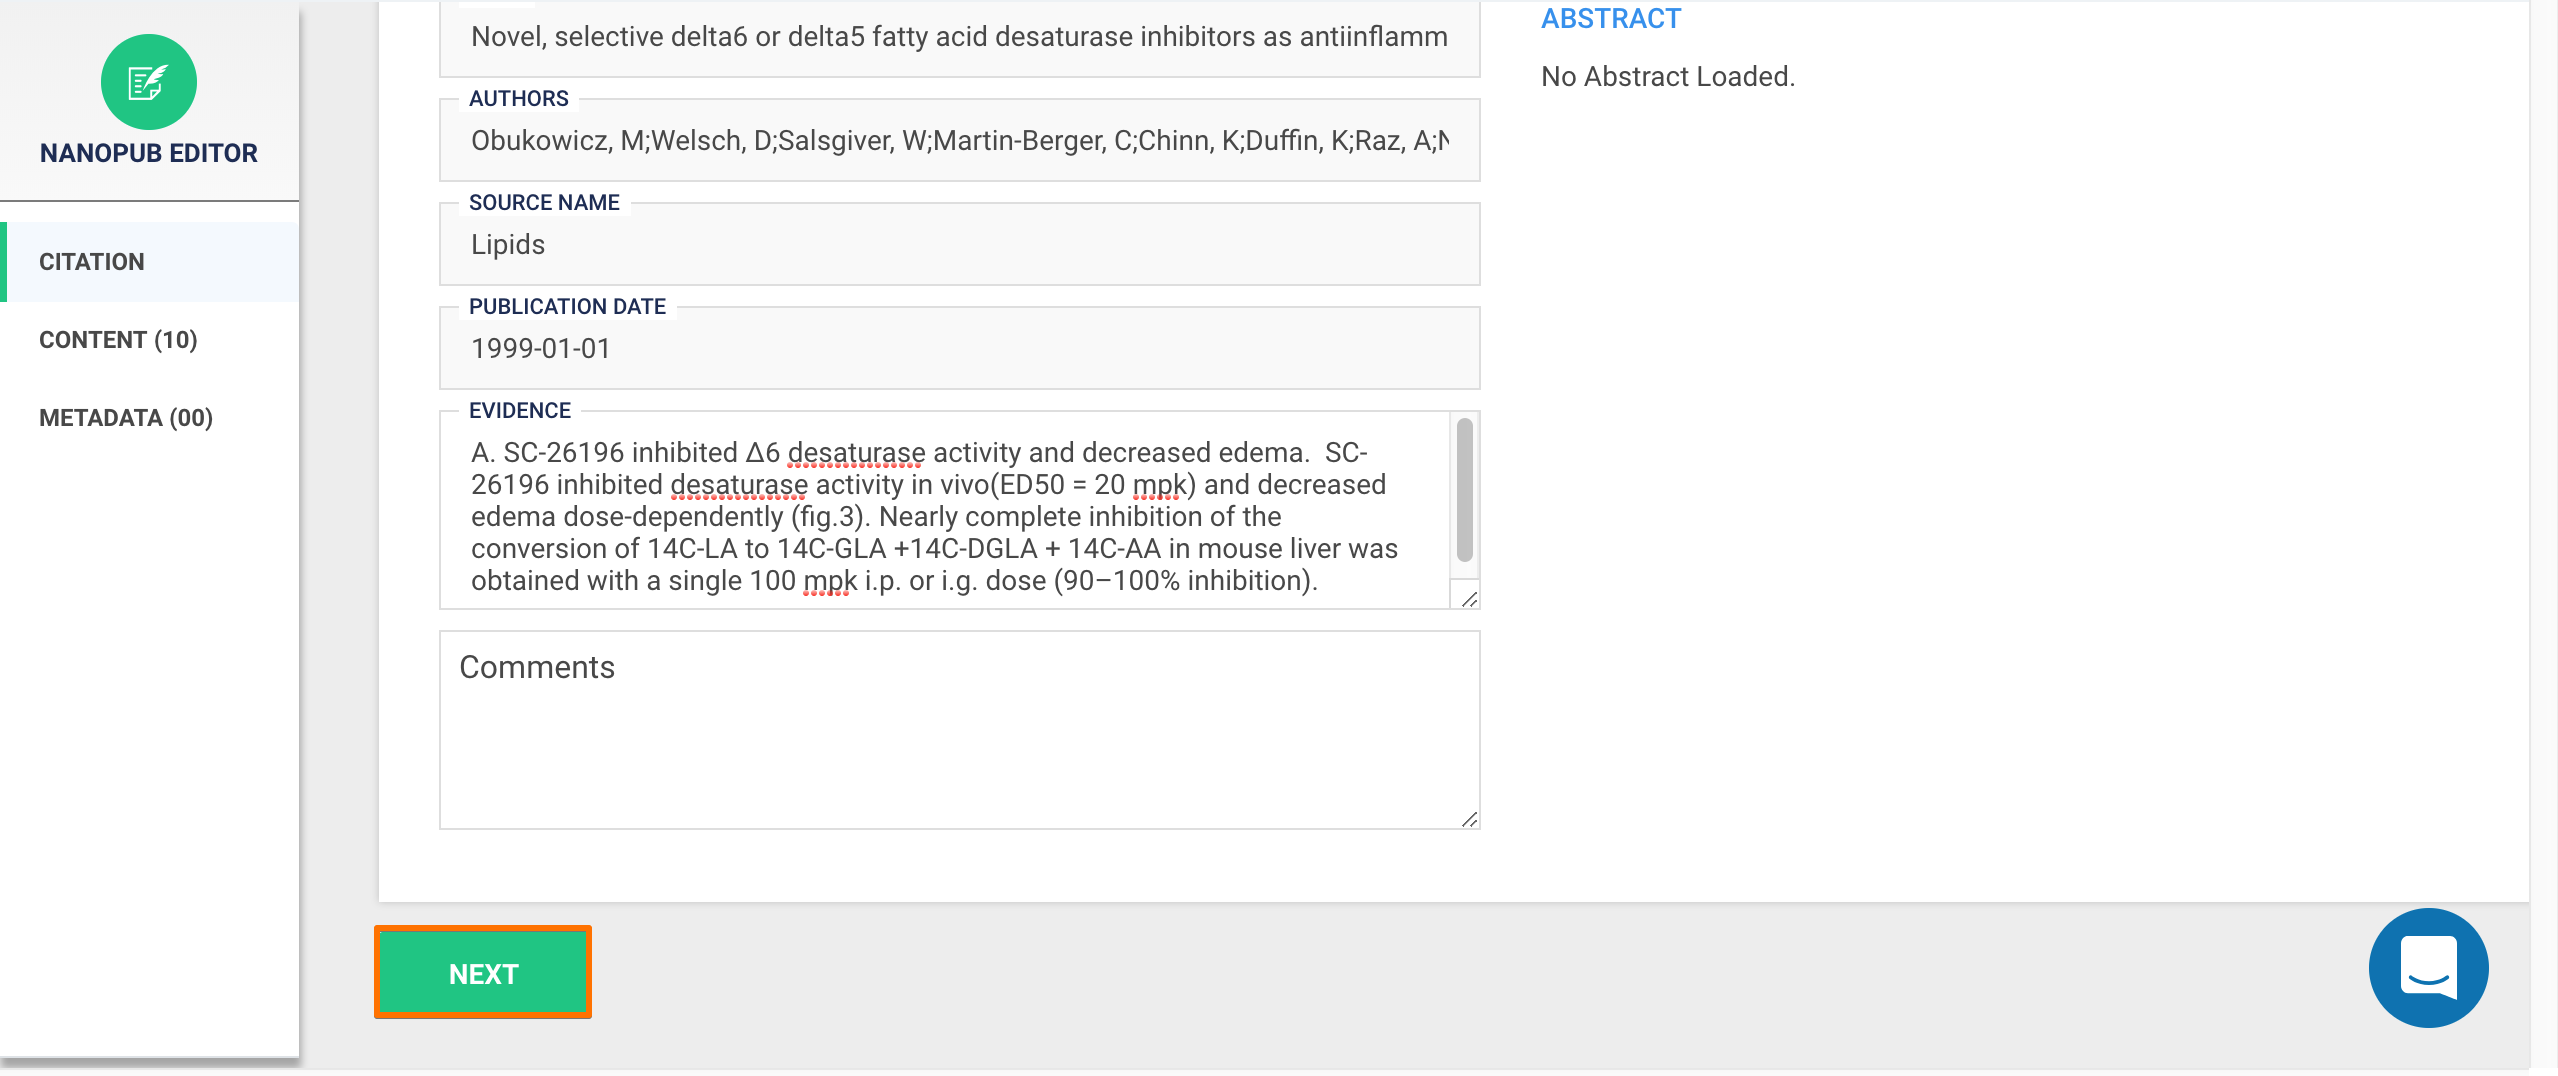 NANOPUB EDITOR
CITATION
CONTENT (10)
METADATA (00)
Novel, selective delta6 or delta5 fatty acid desaturase inhibitors as antiinflamm
AUTHORS
Obukowicz, M;Welsch, D;Salsgiver, W;Martin-Berger, C;Chinn, K;Duffin, K;Raz, A;N
SOURCE NAME
Lipids
PUBLICATION DATE
1999-01-01
EVIDENCE
A. SC-26196 inhibited Δ6 desaturase activity and decreased edema.  SC-
26196 inhibited desaturase activity in vivo(ED50 = 20 mpk) and decreased
edema dose-dependently (fig.3). Nearly complete inhibition of the
conversion of 14C-LA to 14C-GLA +14C-DGLA + 14C-AA in mouse liver was
obtained with a single 100 mpk i.p. or i.g. dose (90–100% inhibition).
Comments
NEXT
ABSTRACT
No Abstract Loaded.